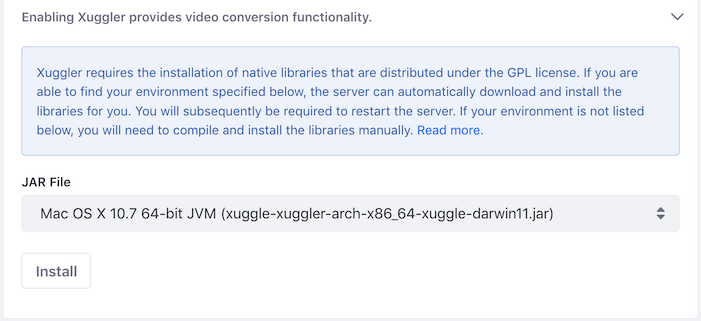 Enabling Xuggler provides video conversion functionality.
Xuggler requires the installation of native libraries that are distributed under the GPL license. If you are
able to find your environment specified below, the server can automatically download and install the
libraries for you. You will subsequently be required to restart the server. If your environment is not listed
below, you will need to compile and install the libraries manually. Read more.
JAR File
Mac OS X 10.7 64-bit JVM (xuggle-xuggler-arch-x86_64-xuggle-darwin11.jar)
Install